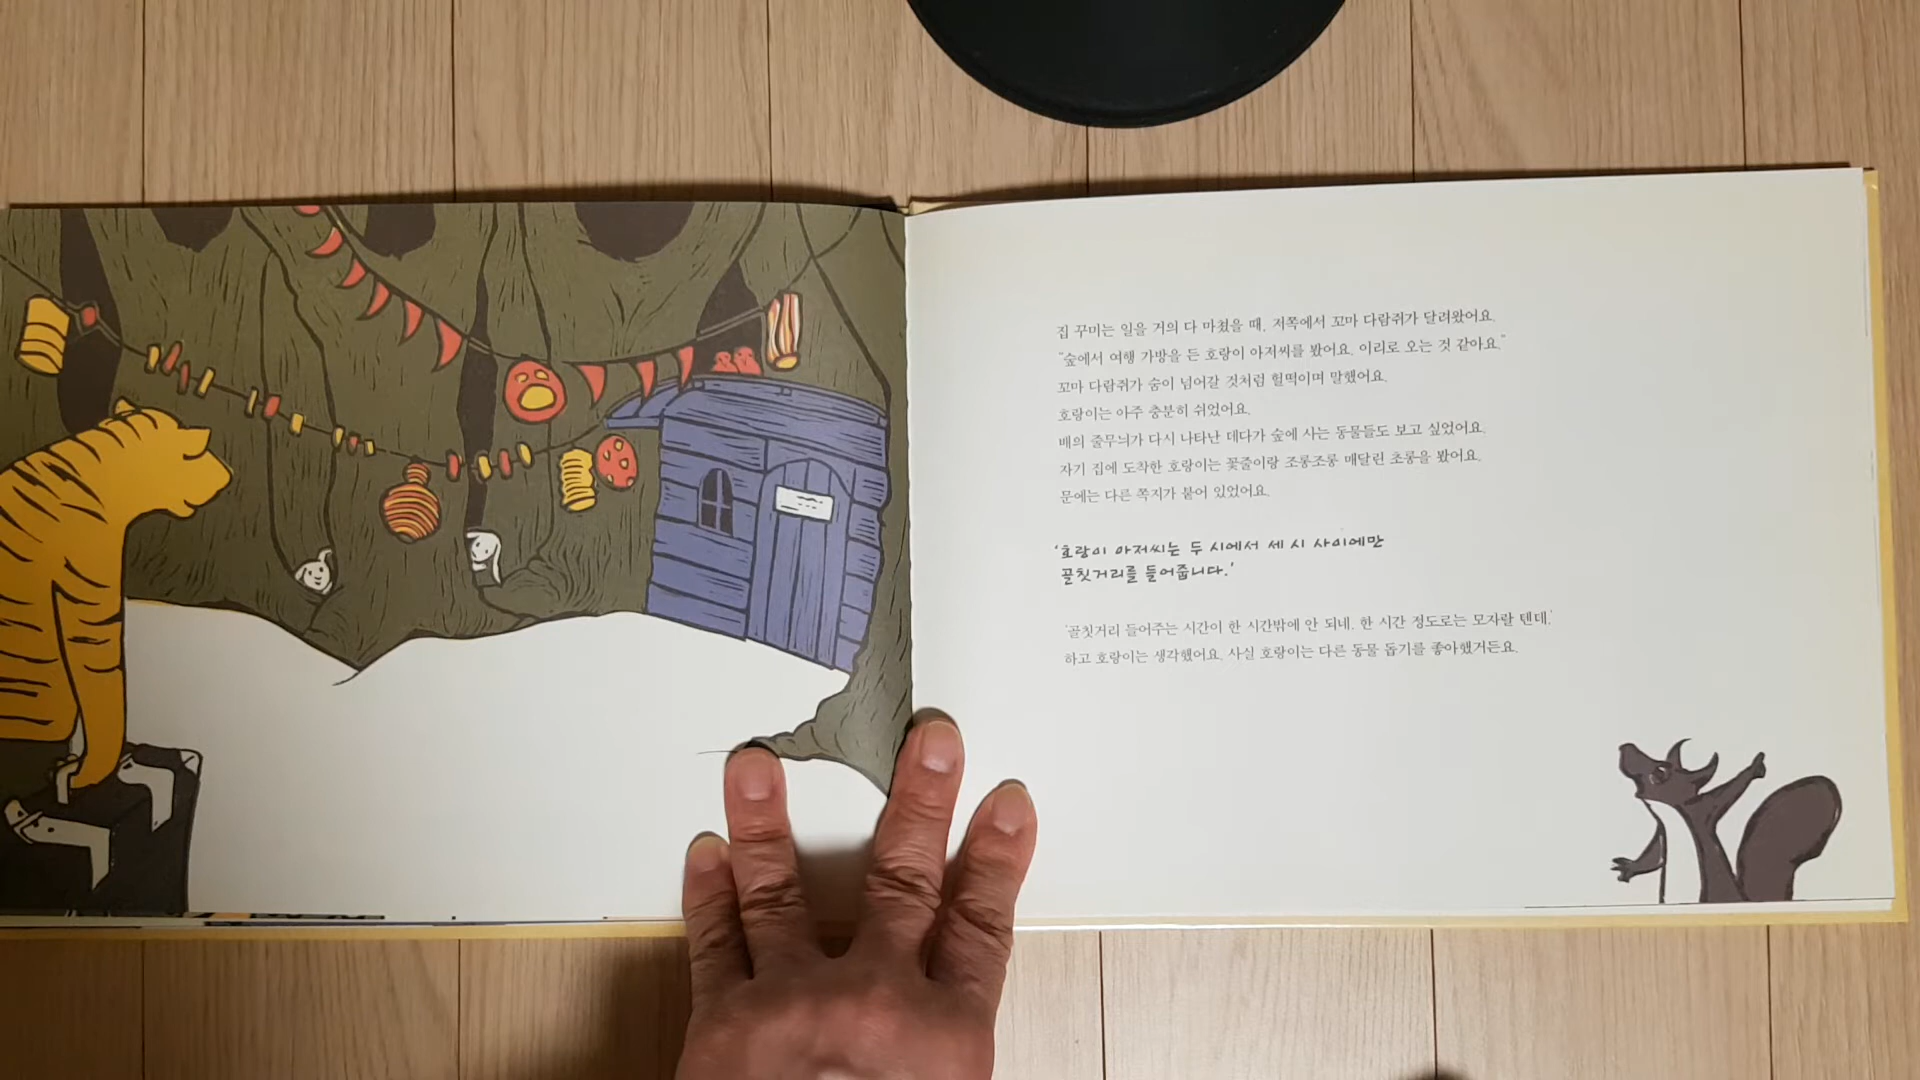 집 꾸미는 일을 거의 다 마쳤을 때, 저쪽에서 꼬마 다람쥐가 달려왔어요.
"숲에서 여행 가방을 든 호랑이 아저씨를 봤어요. 이리로 오는 것 같아요."
꼬마 다람쥐가 숨이 넘어갈 것처럼 헐떡이며 말했어요.
호랑이는 아주 충분히 쉬었어요.
배의 줄무늬가 다시 나타난 데다가 숲에 사는 동물들도 보고 싶었어요.
자기 집에 도착한 호랑이는 꽃줄이랑 조롱조롱 매달린 초롱을 봤어요.
문에는 다른 쪽지가 붙어 있었어요.
'호랑이 아저씨는 두 시에서 세 시 사이에만
골칫거리를 들어줍니다.'
'골칫거리 들어주는 시간이 한 시간밖에 안 되네. 한 시간 정도로는 모자랄 텐데.'
하고 호랑이는 생각했어요. 사실 호랑이는 다른 동물 돕기를 좋아했거든요.